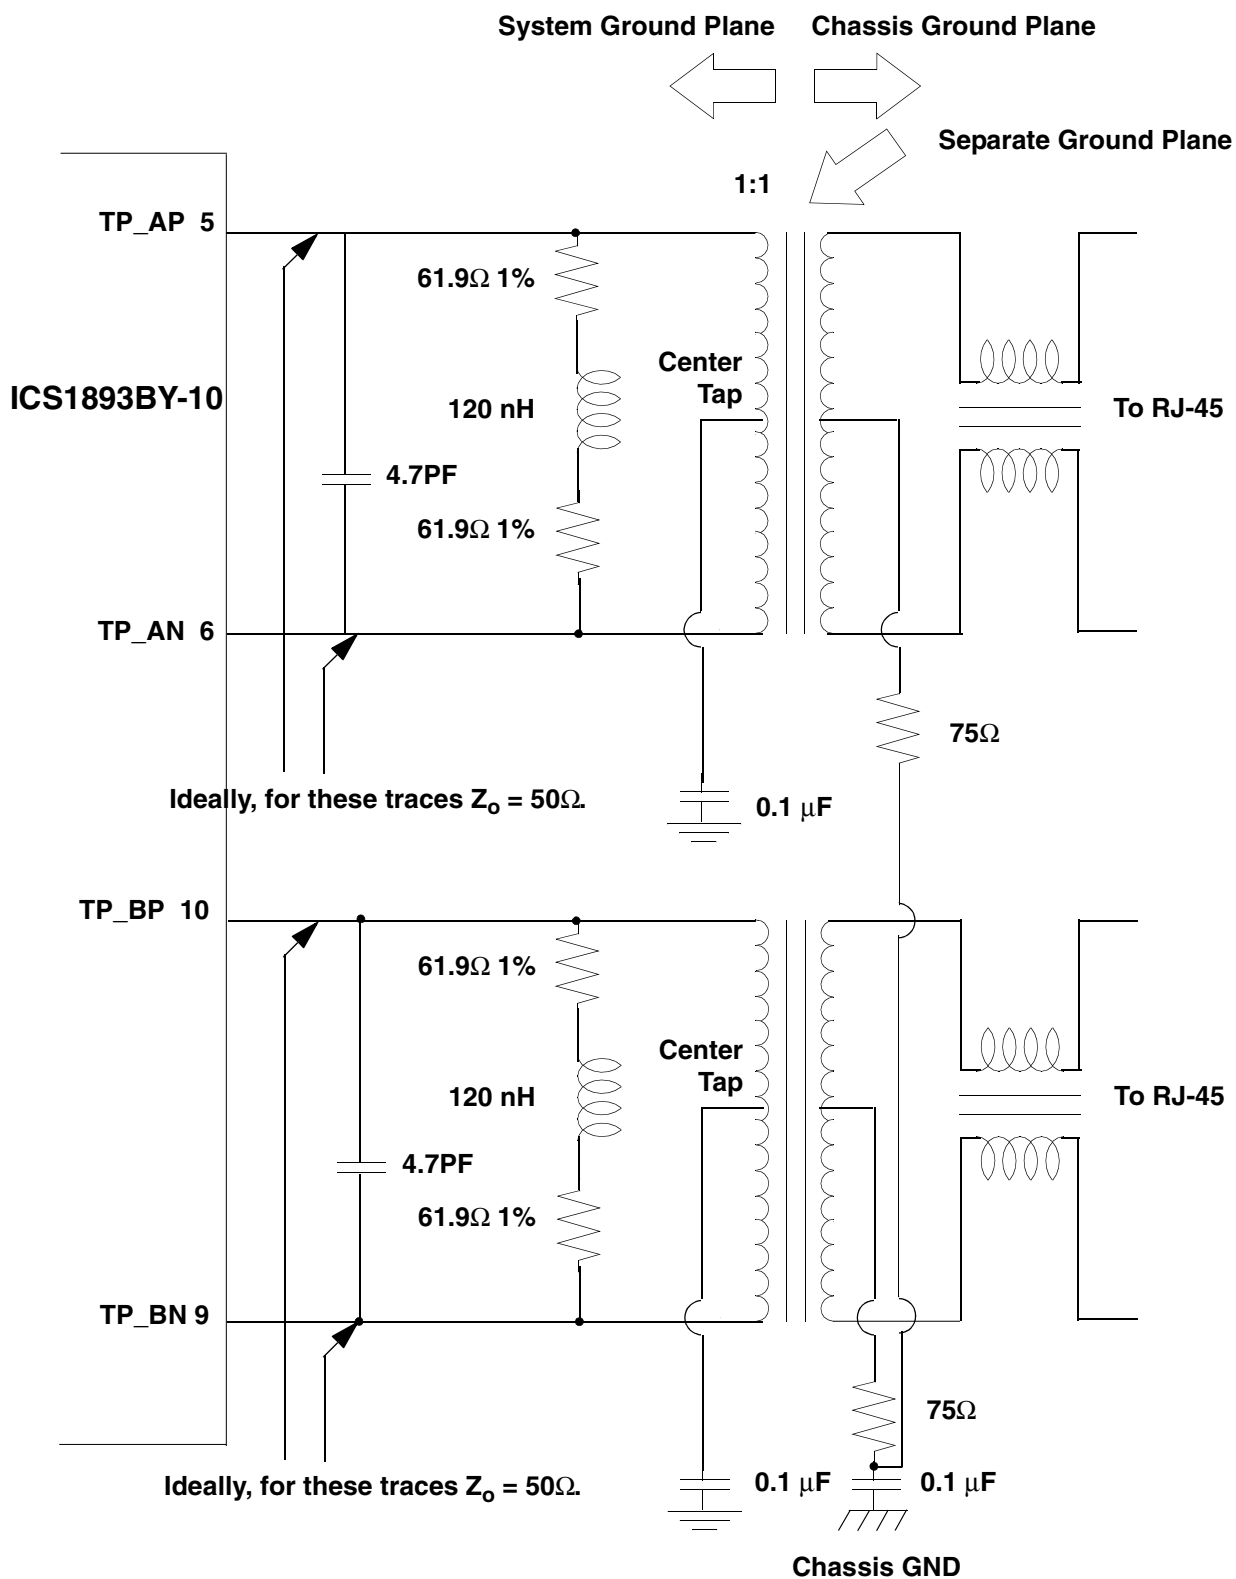 System Ground Plane
Chassis Ground Plane
Separate Ground Plane
1:1
TP_AP 5
61.9Ω 1%
Center
Tap
ICS1893BY-10
120 nH
To RJ-45
4.7PF
61.9Ω 1%
TP_AN 6
75Ω
Ideally, for these traces Zo = 50Ω.
0.1 μF
TP_BP 10
61.9Ω 1%
Center
Tap
120 nH
To RJ-45
4.7PF
61.9Ω 1%
TP_BN 9
75Ω
Ideally, for these traces Zo = 50Ω.
0.1 μF
0.1 μF
Chassis GND